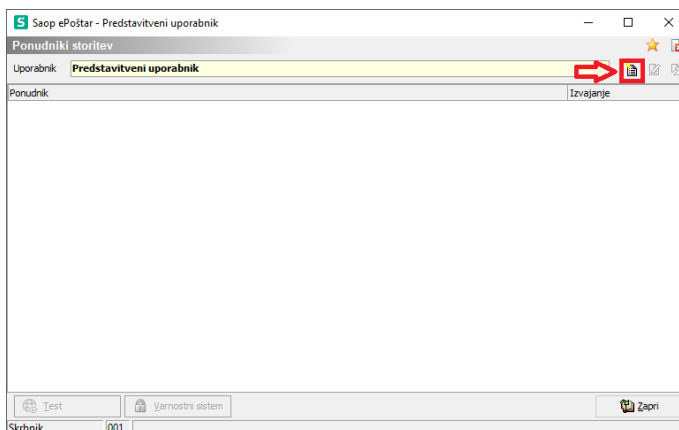 Saop ePoštar - Predstavitveni uporabnik
Ponudniki storitev
Uporabnik Predstavitveni uporabnik
Ponudnik Izvajanje
Test Varnostni sistem Zapri
Skrbnik 001